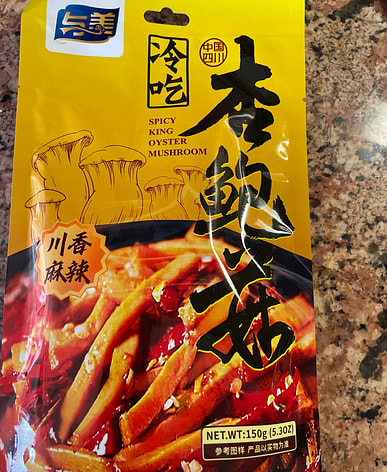 与美
冷吃
中国
四川
杏鲍菇
SPICY
KING
OYSTER
MUSHROOM
川香
麻辣
NET.WT:150g (5.3OZ)
参考图样 产品以实物为准